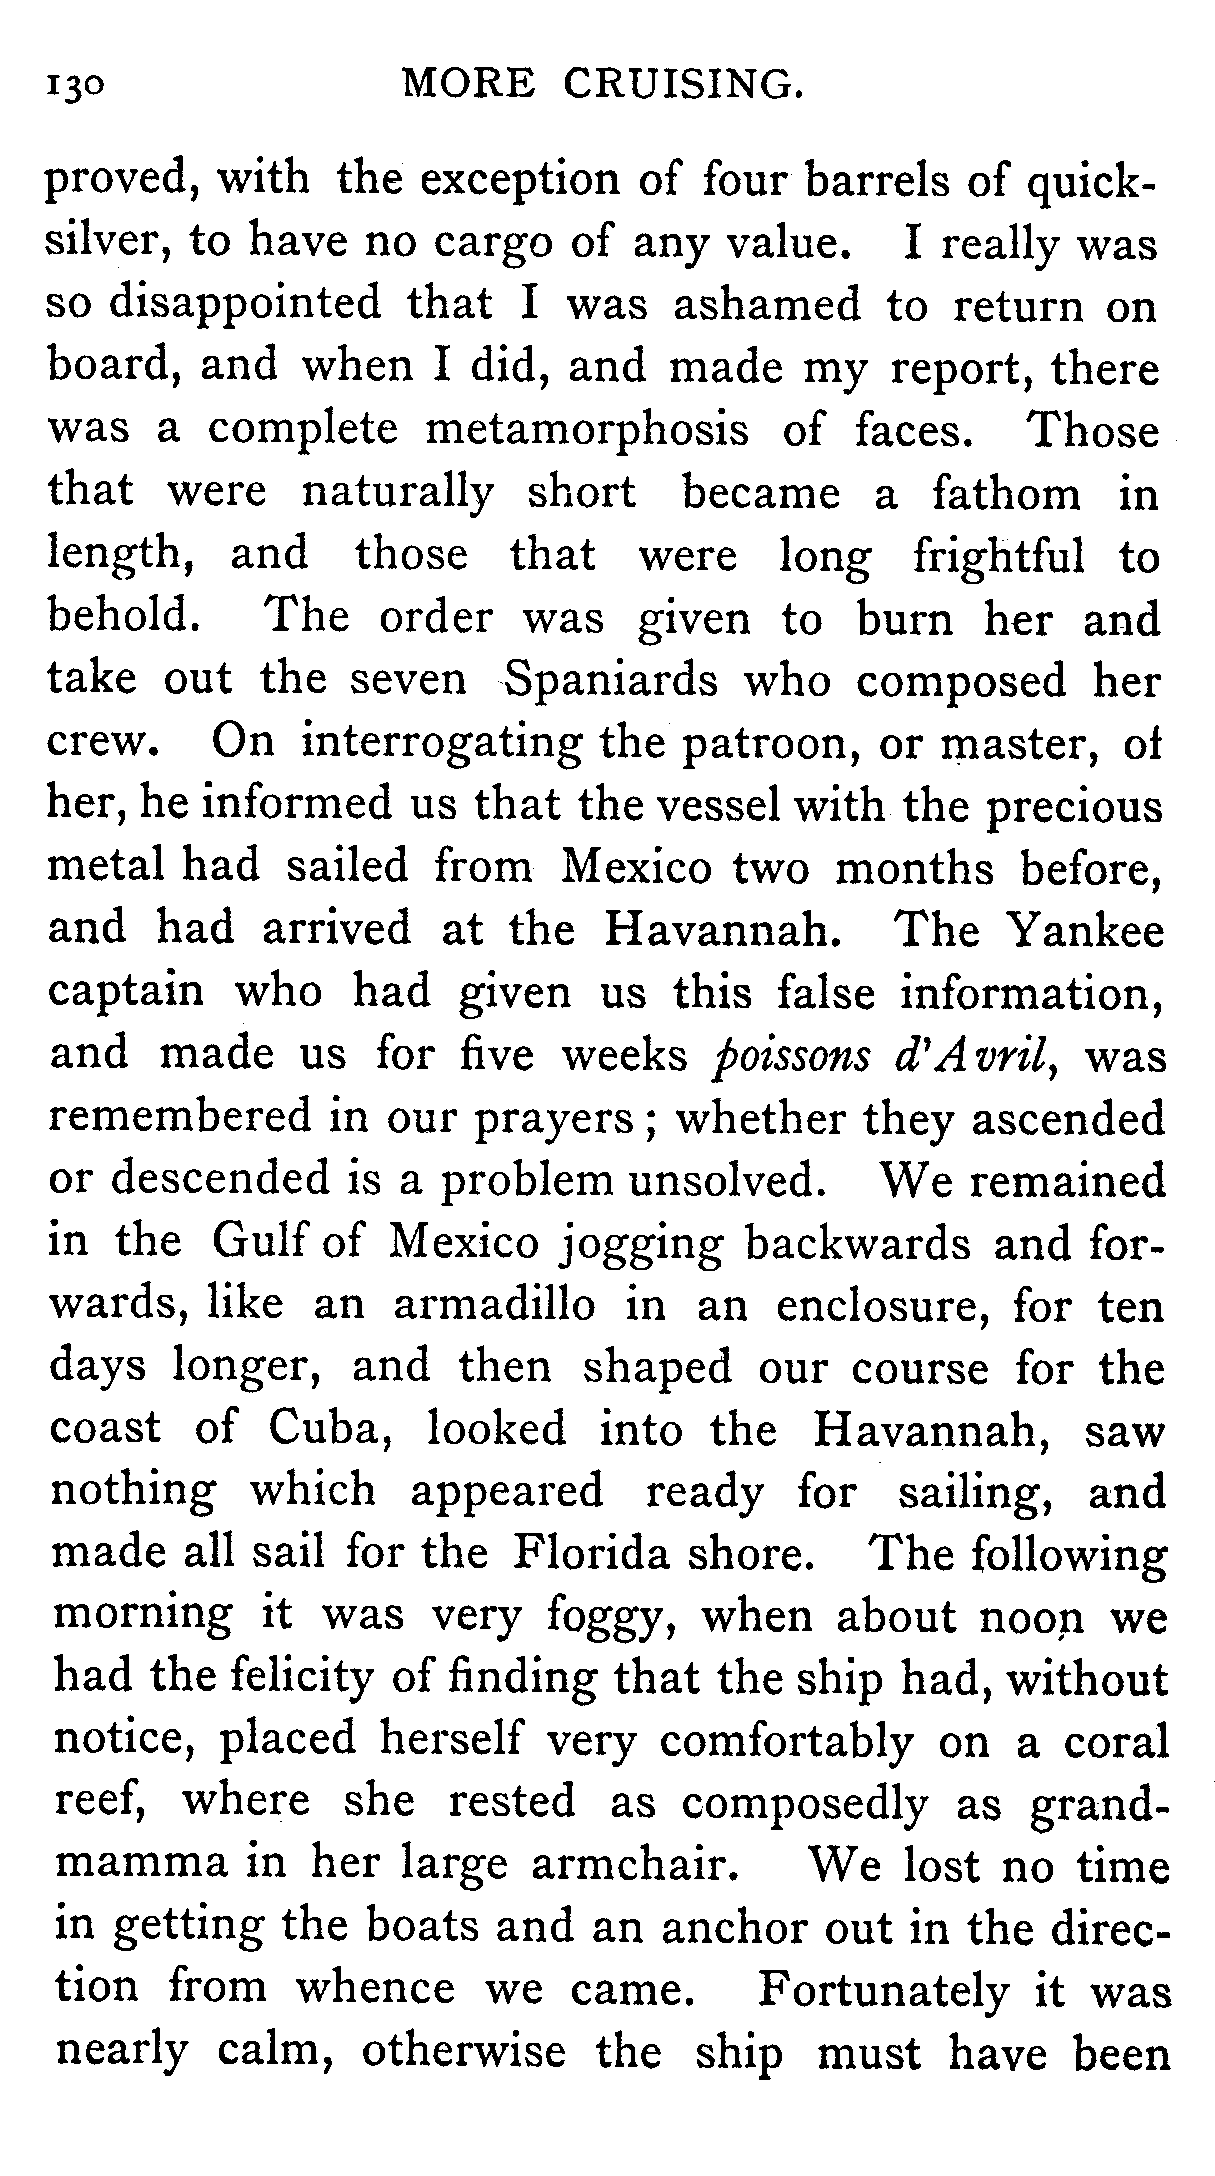 130 MORE CRUISING.
proved, with the exception of four barrels of quick-
silver, to have no cargo of any value. I really was
so disappointed that I was ashamed to return on
board, and when I did, and made my report, there
was a complete metamorphosis of faces. Those
that were naturally short became a fathom in
length, and those that were long frightful to
behold. The order was given to burn her and
take out the seven Spaniards who composed her
crew. On interrogating the patroon, or master, of
her, he informed us that the vessel with the precious
metal had sailed from Mexico two months before,
and had arrived at the Havannah. The Yankee
captain who had given us this false information,
and made us for five weeks poissons d'Avril, was
remembered in our prayers; whether they ascended
or descended is a problem unsolved. We remained
in the Gulf of Mexico jogging backwards and for-
wards, like an armadillo in an enclosure, for ten
days longer, and then shaped our course for the
coast of Cuba, looked into the Havannah, saw
nothing which appeared ready for sailing, and
made all sail for the Florida shore. The following
morning it was very foggy, when about noon we
had the felicity of finding that the ship had, without
notice, placed herself very comfortably on a coral
reef, where she rested as composedly as grand-
mamma in her large armchair. We lost no time
in getting the boats and an anchor out in the direc-
tion from whence we came. Fortunately it was
nearly calm, otherwise the ship must have been